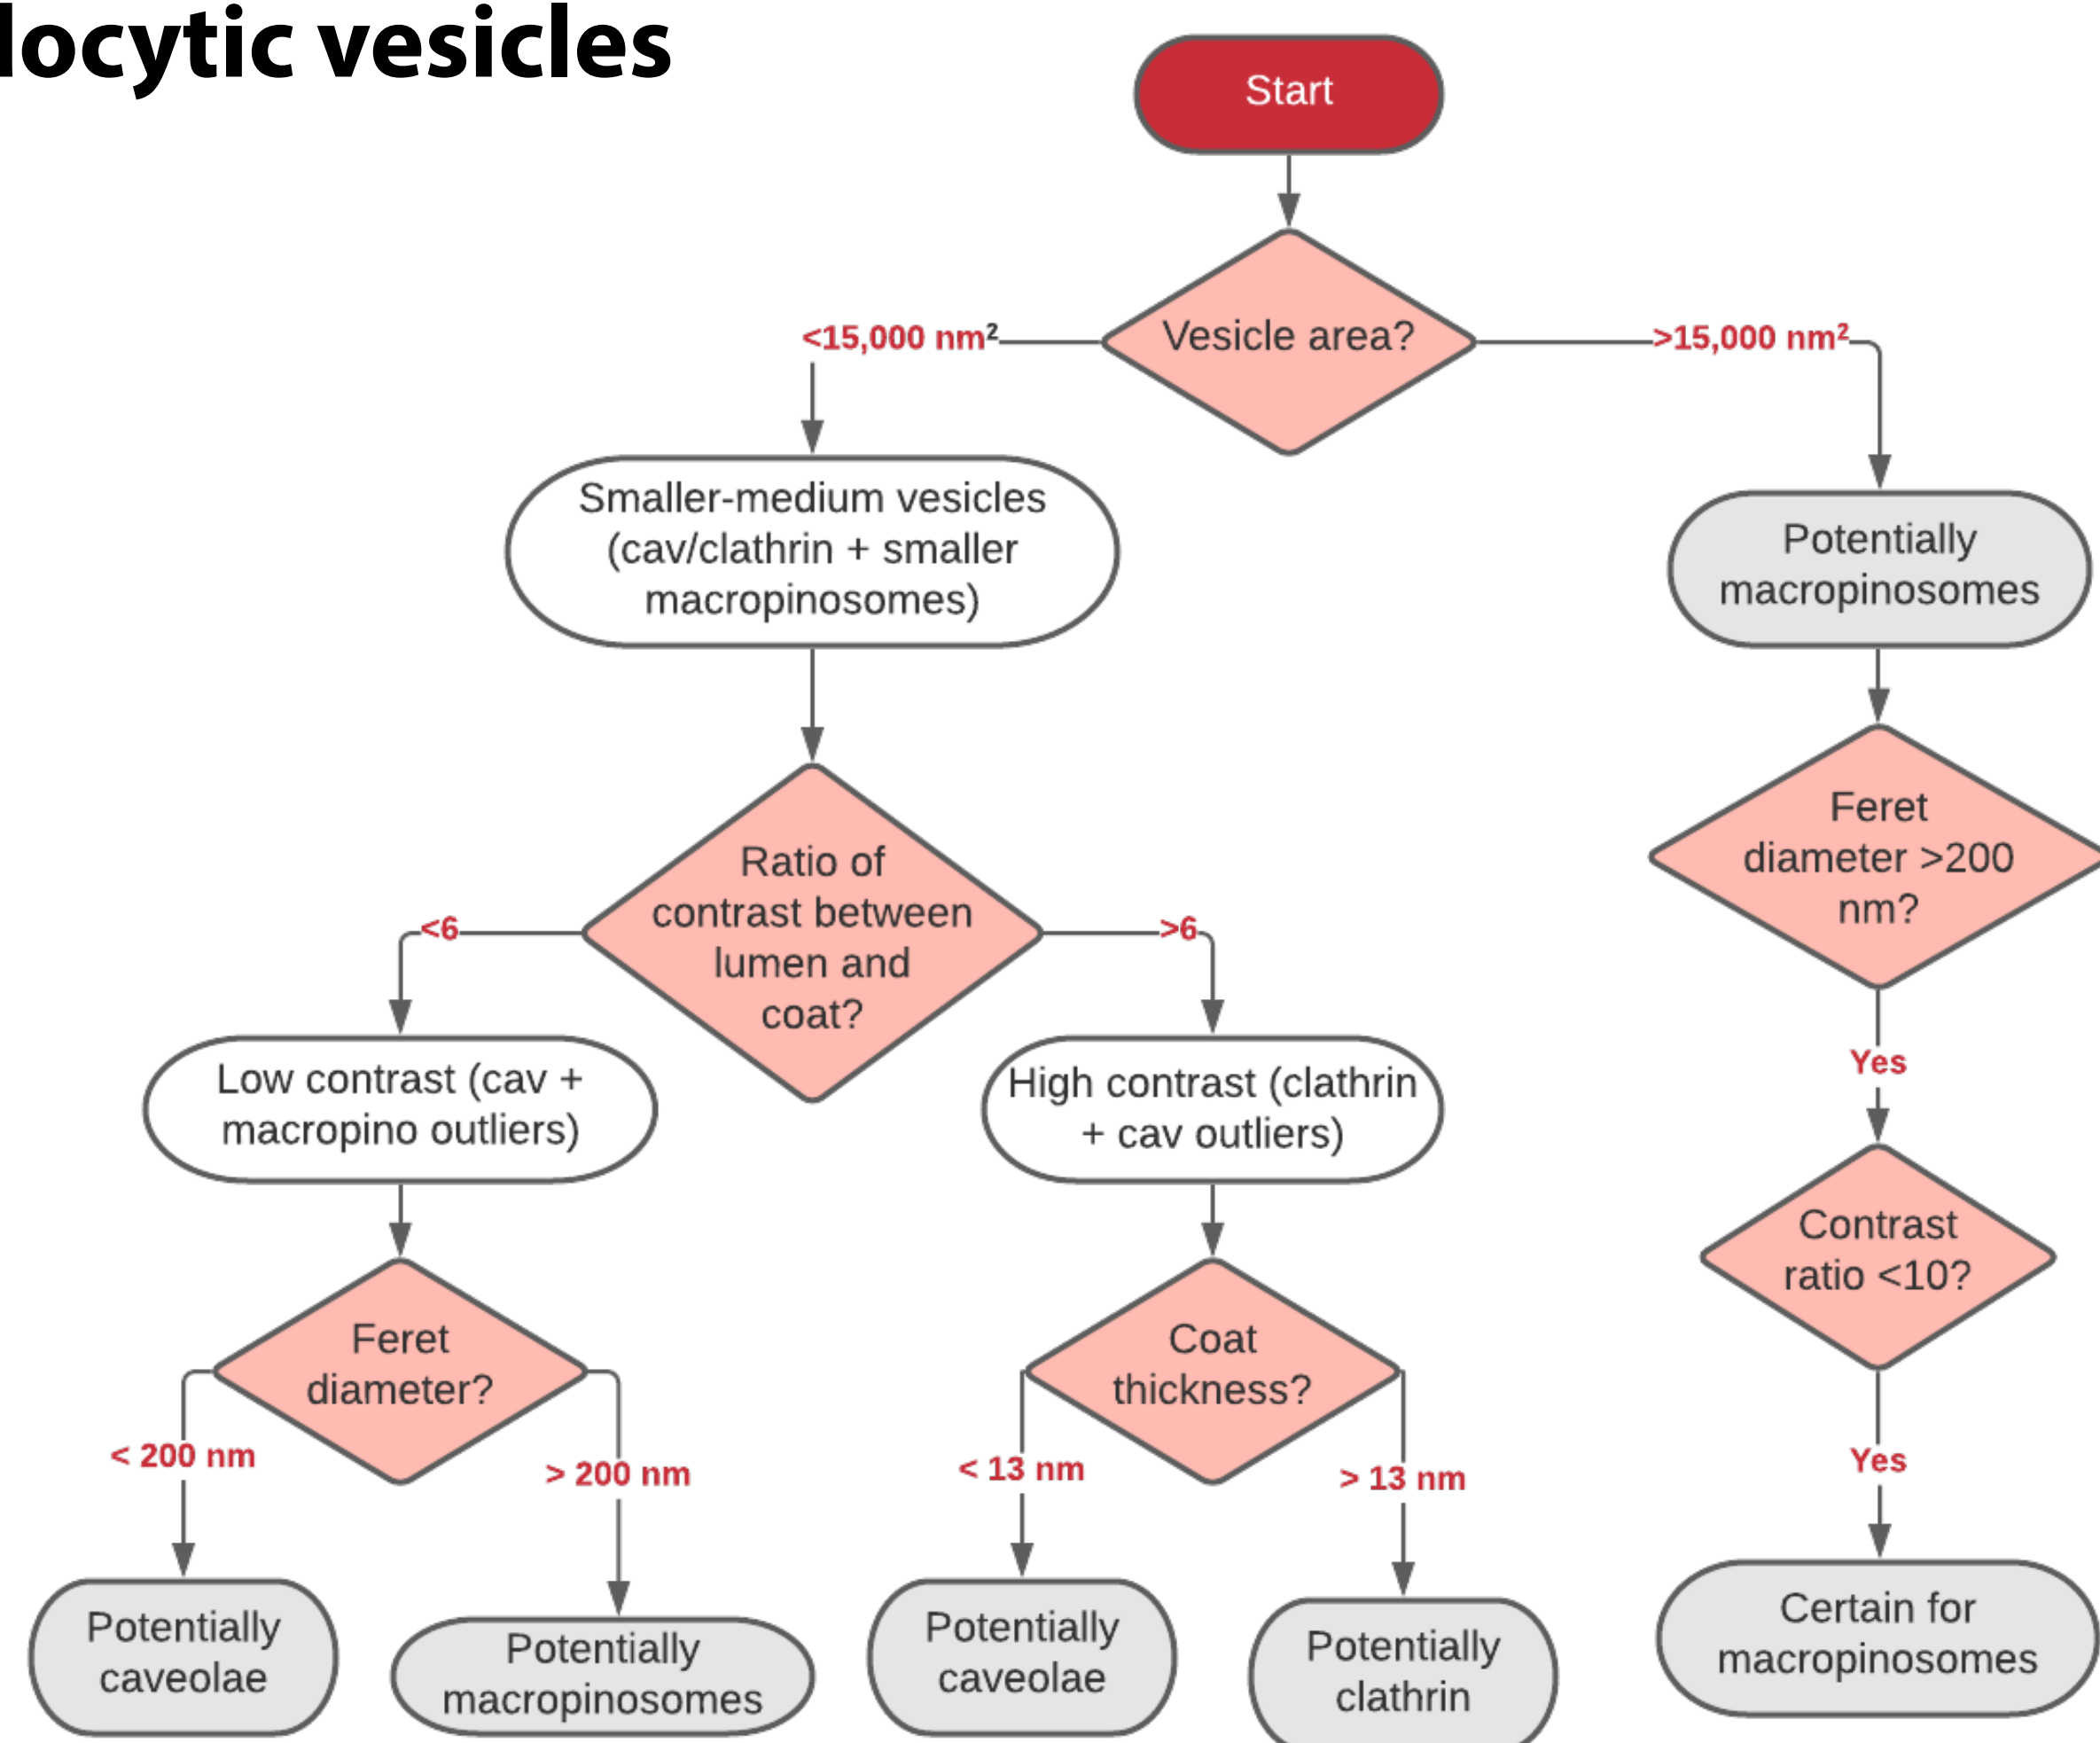 locytic vesicles
Start
Vesicle area?
<15,000 nm²
>15,000 nm²
Smaller-medium vesicles
(cav/clathrin + smaller
macropinosomes)
Potentially
macropinosomes
Feret
diameter >200
nm?
Ratio of
contrast between
lumen and
coat?
<6
>6
Low contrast (cav +
macropino outliers)
High contrast (clathrin
+ cav outliers)
Yes
Contrast
ratio <10?
Feret
diameter?
Coat
thickness?
< 200 nm
> 200 nm
< 13 nm
> 13 nm
Yes
Potentially
caveolae
Potentially
macropinosomes
Potentially
caveolae
Potentially
clathrin
Certain for
macropinosomes